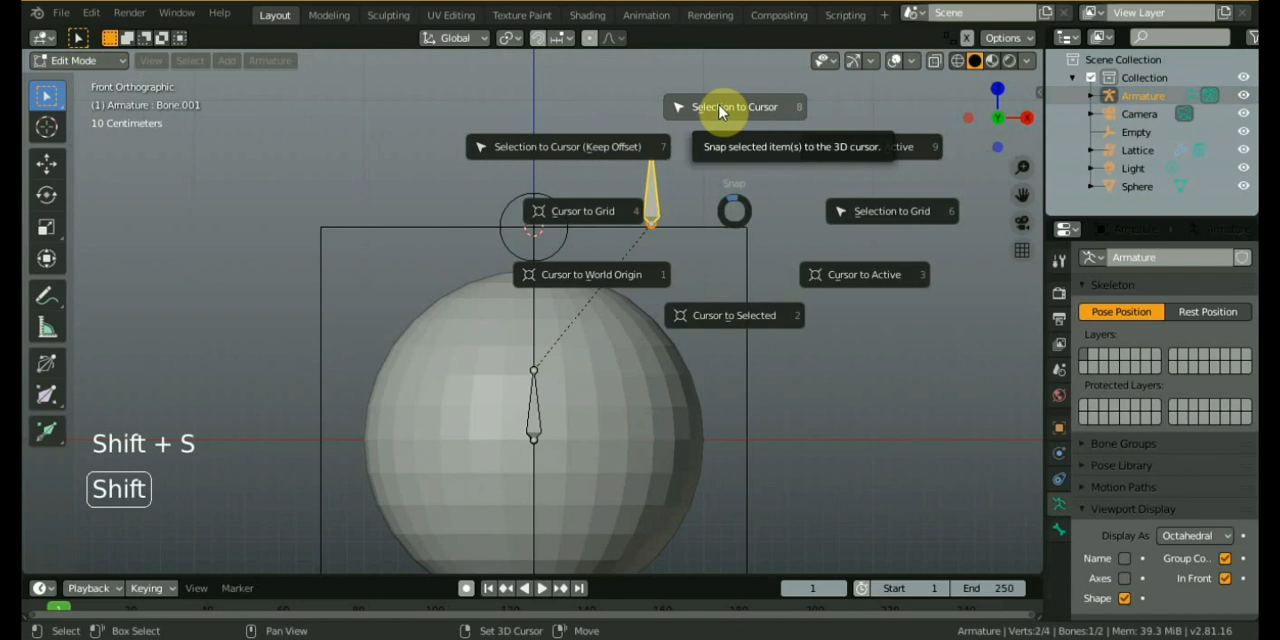 File Edit Render Window Help Layout Modeling Sculpting UV Editing Texture Paint Shading Animation Rendering Compositing Scripting + Scene View Layer
Global X Options
Edit Mode View Select Add Armature
Front Orthographic
(1) Armature : Bone.001
10 Centimeters
Selection to Cursor 8
Selection to Cursor (Keep Offset) 7
Snap selected item(s) to the 3D cursor. Active 9
Snap
Cursor to Grid 4
Selection to Grid 6
Cursor to World Origin 1
Cursor to Active 3
Cursor to Selected 2
Shift + S
Shift
X
Y
Z
Scene Collection
Collection
Armature
Camera
Empty
Lattice
Light
Sphere
Armature
Skeleton
Pose Position Rest Position
Layers:
Protected Layers:
Bone Groups
Pose Library
Motion Paths
Viewport Display
Display As Octahedral
Name Group Co..
Axes In Front
Shape
Playback Keying View Marker 1 Start 1 End 250
1
Select Box Select Pan View Set 3D Cursor Move Armature | Verts:2/4 | Bones:1/2 | Mem: 39.3 MiB | v2.81.16